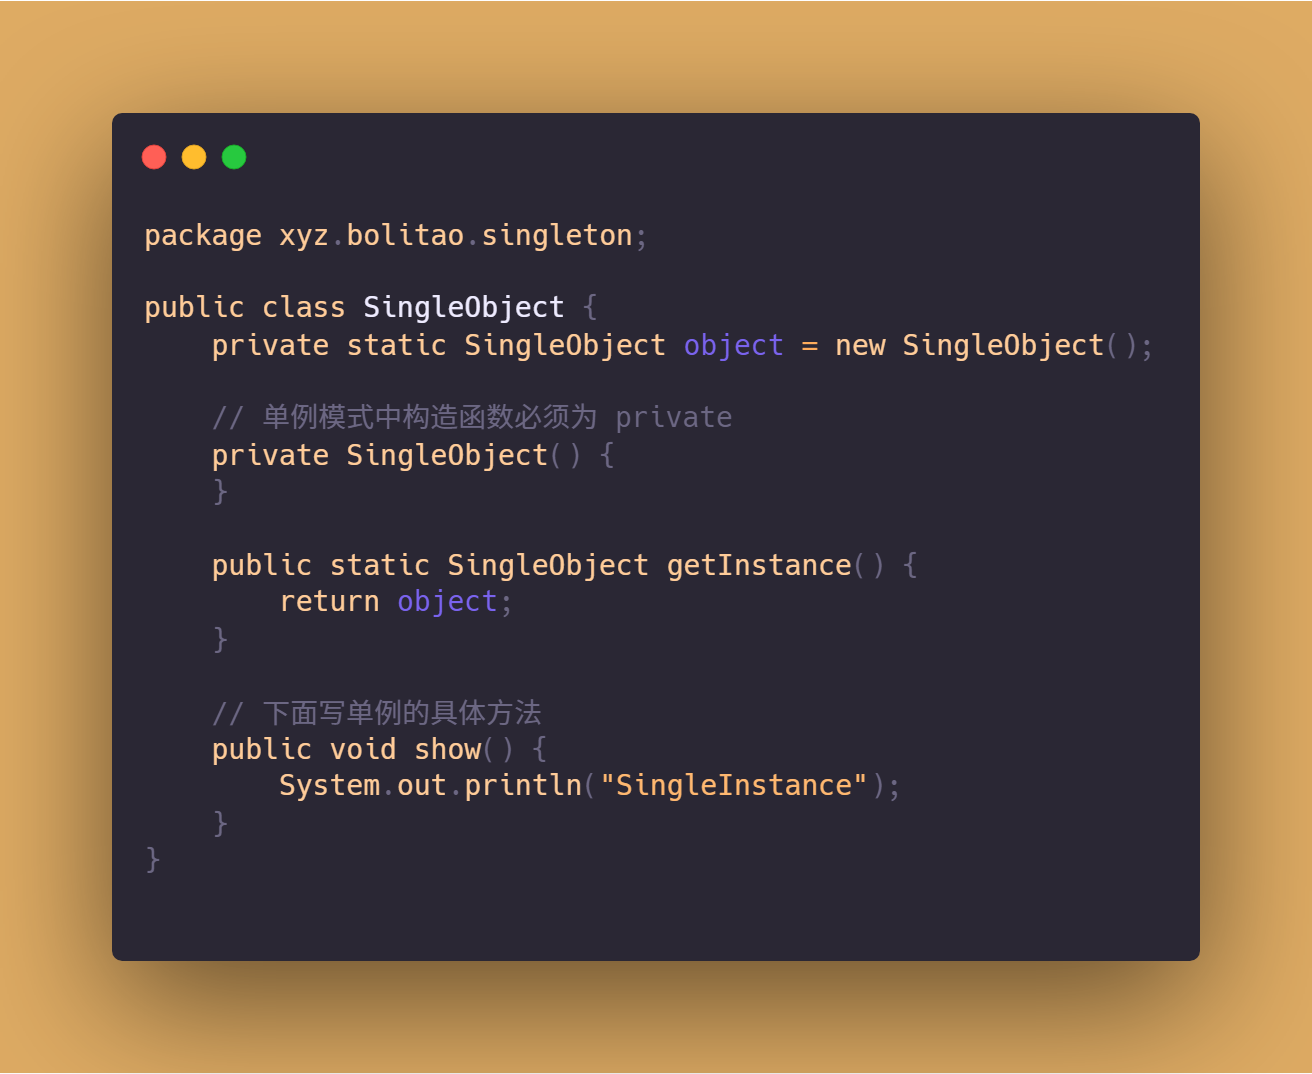 package xyz.bolitao.singleton;
public class SingleObject {
private static SingleObject object = new SingleObject();
// 单例模式中构造函数必须为 private
private SingleObject() {
}
public static SingleObject getInstance() {
return object;
}
// 下面写单例的具体方法
public void show() {
System.out.println("SingleInstance");
}
}